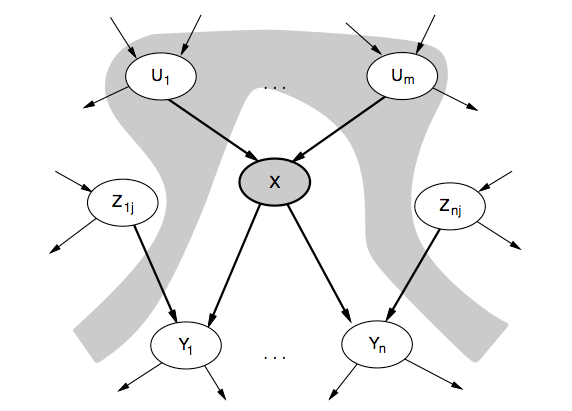 U1 ... Um
X
Z1j Znj
Y1 ... Yn